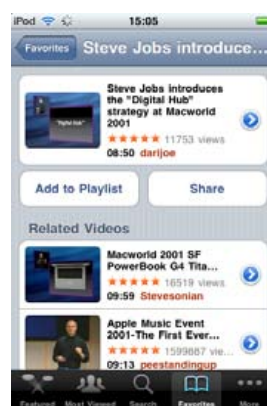 iPod 15:05
Favorites Steve Jobs introduce...
Steve Jobs introduces
the "Digital Hub"
strategy at Macworld
2001
11753 views
08:50 darijoe
Add to Playlist Share
Related Videos
Macworld 2001 SF
PowerBook G4 Tita...
16519 views
09:59 Stevesonian
Apple Music Event
2001-The First Ever...
1599887 vie...
09:13 peestandingup
Featured Most Viewed Search Favorites More